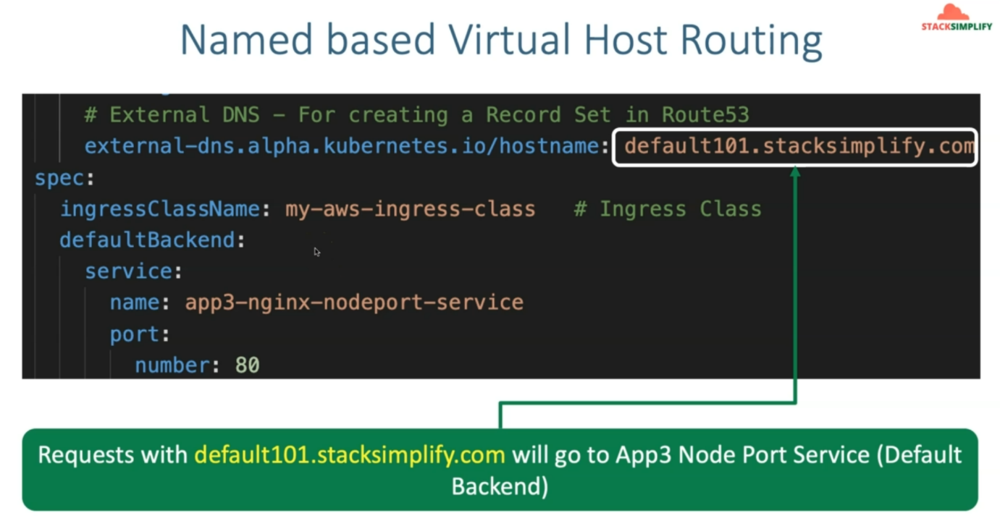 STACKSIMPLIFY
Named based Virtual Host Routing
# External DNS – For creating a Record Set in Route53
external-dns.alpha.kubernetes.io/hostname: default101.stacksimplify.com
spec:
ingressClassName: my-aws-ingress-class # Ingress Class
defaultBackend:
service:
name: app3-nginx-nodeport-service
port:
number: 80
Requests with default101.stacksimplify.com will go to App3 Node Port Service (Default
Backend)